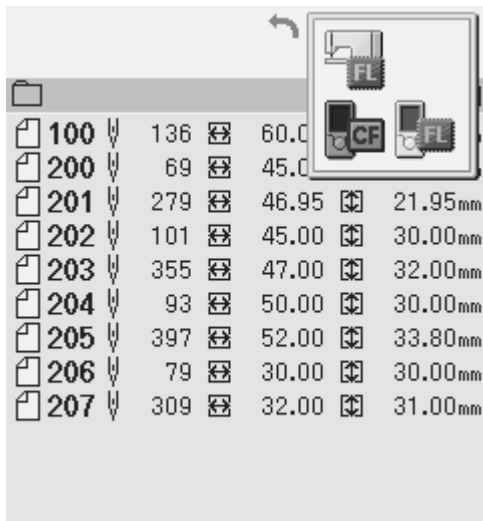 FL
CF FL
100 136 60.0
200 69 45.0
201 279 46.95 21.95mm
202 101 45.00 30.00mm
203 355 47.00 32.00mm
204 93 50.00 30.00mm
205 397 52.00 33.80mm
206 79 30.00 30.00mm
207 309 32.00 31.00mm